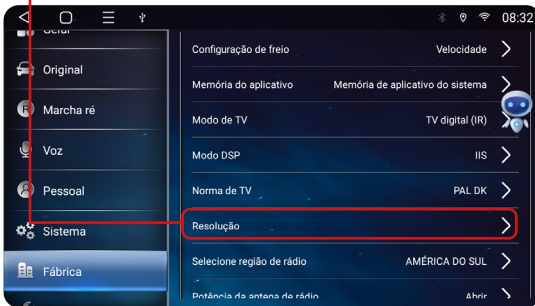 08:32
Geral
Original
Marcha ré
Voz
Pessoal
Sistema
Fábrica
Configuração de freio Velocidade
Memória do aplicativo Memória de aplicativo do sistema
Modo de TV TV digital (IR)
Modo DSP IIS
Norma de TV PAL DK
Resolução
Selecione região de rádio AMÉRICA DO SUL
Potência da antena de rádio Abrir